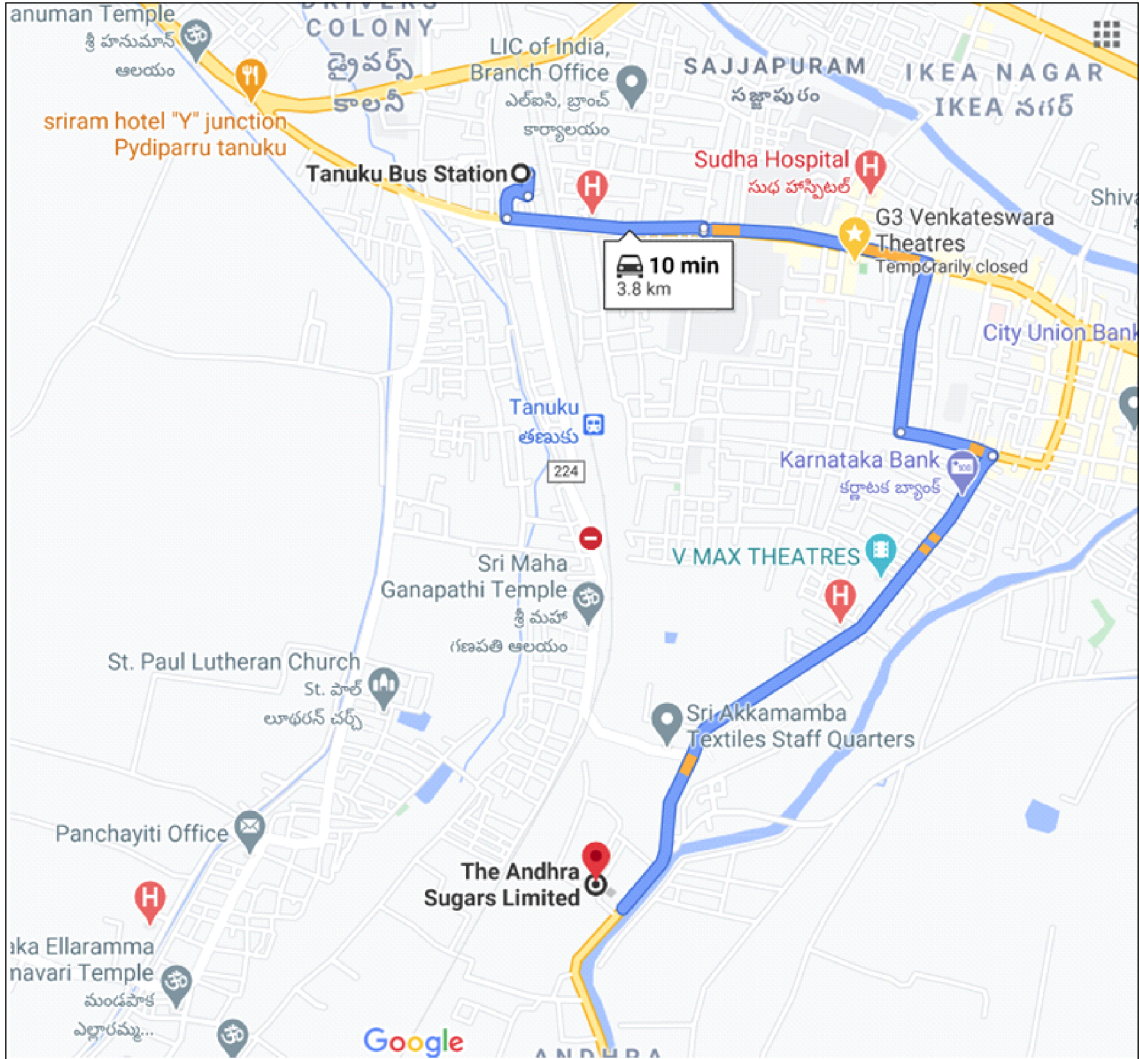 anuman Temple
శ్రీ హనుమాన్
ఆలయం
COLONY
డ్రైవర్స్
కాలనీ
LIC of India,
Branch Office
ఎల్ఐసి, బ్రాంచ్
కార్యాలయం
SAJJAPURAM
సజ్జాపురం
IKEA NAGAR
IKEA నగర్
sriram hotel "Y" junction
Pydiparru tanuku
Tanuku Bus Station
H
Sudha Hospital
సుధ హాస్పిటల్
H
Shiva
G3 Venkateswara
Theatres
Temporarily closed
10 min
3.8 km
City Union Bank
Tanuku
తణుకు
224
Karnataka Bank
కర్ణాటక బ్యాంక్
V MAX THEATRES
H
Sri Maha
Ganapathi Temple
శ్రీ మహా
గణపతి ఆలయం
St. Paul Lutheran Church
St. పాల్
లూథరన్ చర్చ్
Sri Akkamamba
Textiles Staff Quarters
Panchayiti Office
The Andhra
Sugars Limited
H
aka Ellaramma
mavari Temple
మండపాక
ఎల్లారమ్మ...
Google
ANDHRA